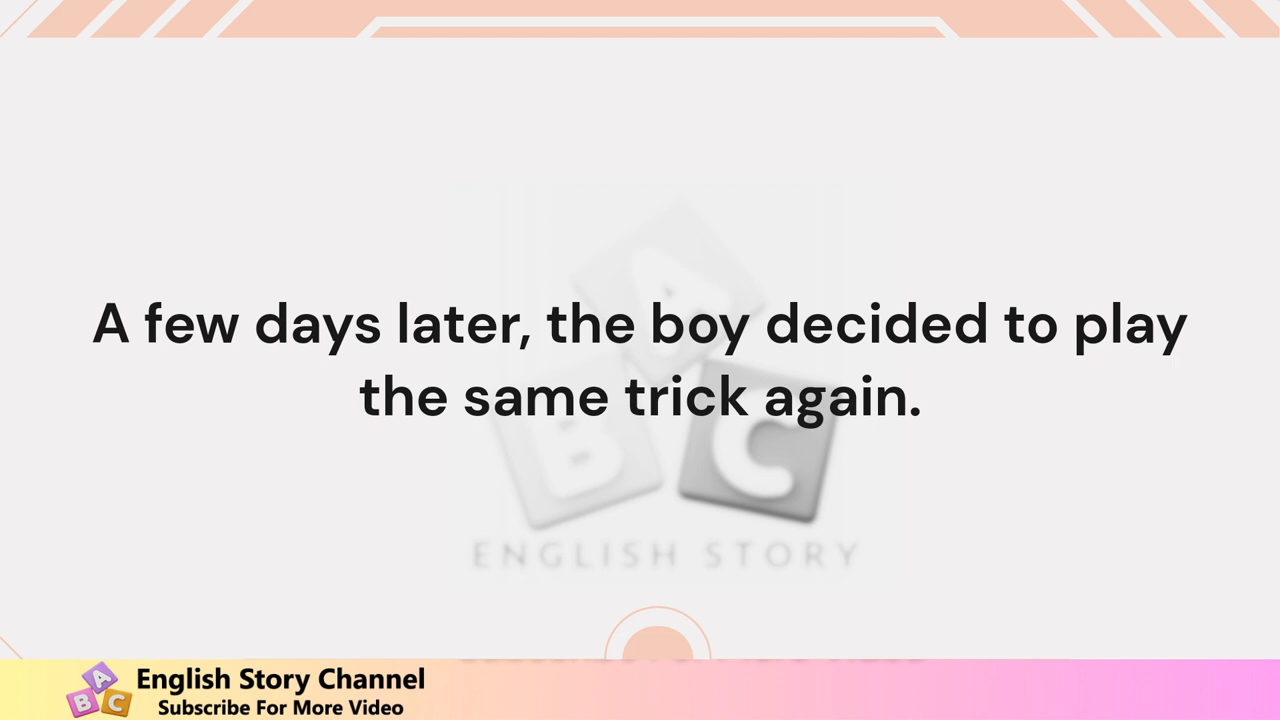 A few days later, the boy decided to play
the same trick again.
A
B
C
ENGLISH STORY
A
B
C
English Story Channel
Subscribe For More Video